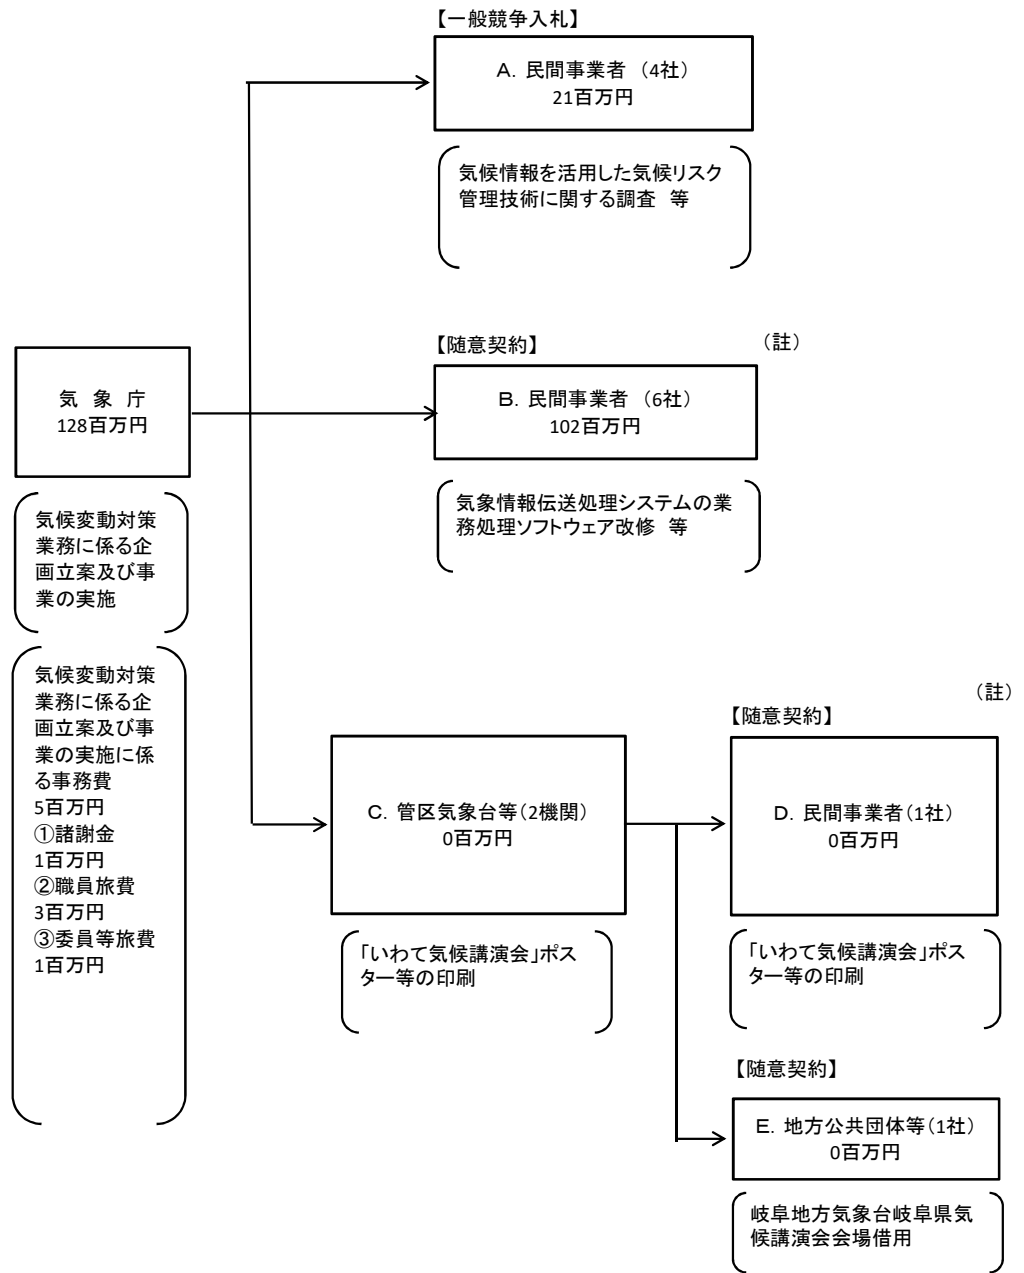 【一般競争入札】
A. 民間事業者 (4社)
21百万円
気候情報を活用した気候リスク
管理技術に関する調査 等
【随意契約】
(註)
B. 民間事業者 (6社)
102百万円
気象情報伝送処理システムの業
務処理ソフトウェア改修 等
気 象 庁
128百万円
気候変動対策
業務に係る企
画立案及び事
業の実施
気候変動対策
業務に係る企
画立案及び事
業の実施に係
る事務費
5百万円
①諸謝金
1百万円
②職員旅費
3百万円
③委員等旅費
1百万円
C. 管区気象台等(2機関)
0百万円
「いわて気候講演会」ポス
ター等の印刷
(註)
【随意契約】
D. 民間事業者(1社)
0百万円
「いわて気候講演会」ポス
ター等の印刷
【随意契約】
E. 地方公共団体等(1社)
0百万円
岐阜地方気象台岐阜県気
候講演会会場借用